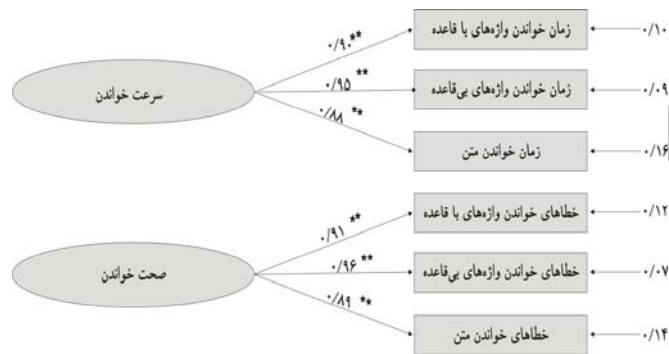 زمان خواندن واژه‌های با قاعده
۰/۹۰**
۰/۱۰
زمان خواندن واژه‌های بی‌قاعده
۰/۹۵**
۰/۰۹
سرعت خواندن
زمان خواندن متن
۰/۸۸**
۰/۱۶
خطاهای خواندن واژه‌های با قاعده
۰/۹۱**
۰/۱۲
خطاهای خواندن واژه‌های بی‌قاعده
۰/۹۶**
۰/۰۷
صحت خواندن
خطاهای خواندن متن
۰/۸۹**
۰/۱۴